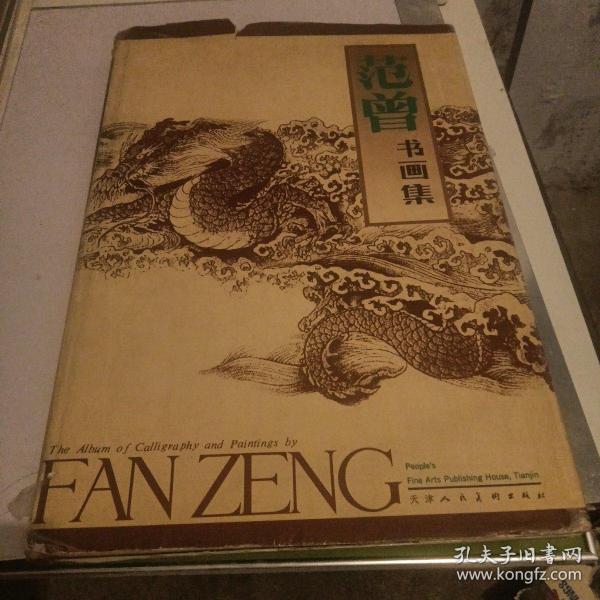 范曾
书画集
The Album of Calligraphy and Paintings by
FAN ZENG
People's
Fine Arts Publishing House, Tianjin
天津人民美術出版社
孔夫子旧书网
www.kongfz.com